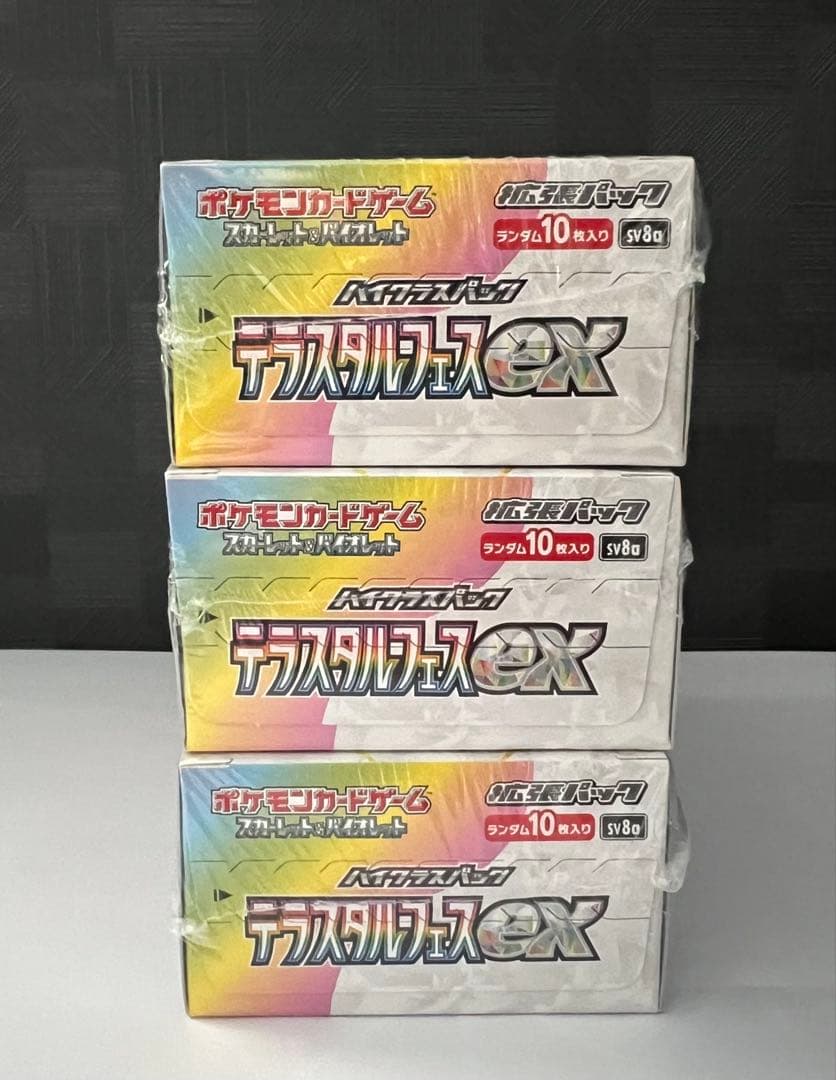 ポケモンカードゲーム
スカーレット&バイオレット
拡張パック
ランダム10枚入り SV8a
ハイクラスパック
テラスタルフェスex
ポケモンカードゲーム
スカーレット&バイオレット
拡張パック
ランダム10枚入り SV8a
ハイクラスパック
テラスタルフェスex
ポケモンカードゲーム
スカーレット&バイオレット
拡張パック
ランダム10枚入り SV8a
ハイクラスパック
テラスタルフェスex